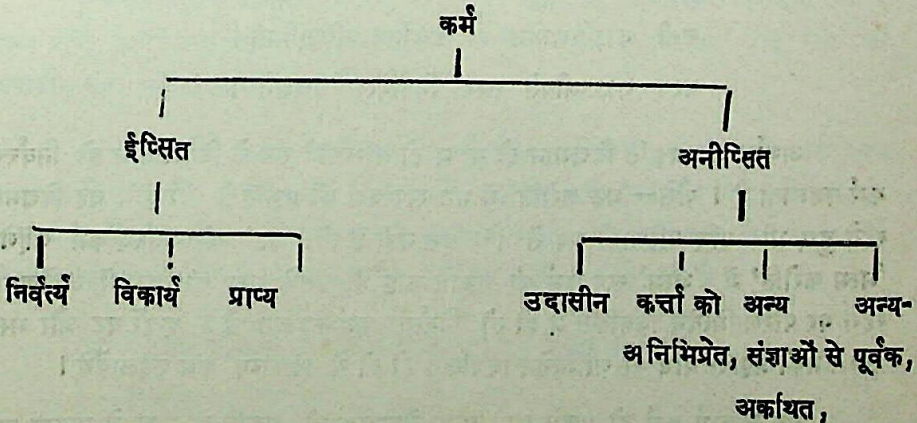 कर्म
ईप्सित अनीप्सित
निर्वर्त्य विकार्य प्राप्य
उदासीन कर्त्ता को अन्य अन्य-
अनिभिप्रेत, संज्ञाओं से पूर्वक,
अकथित,